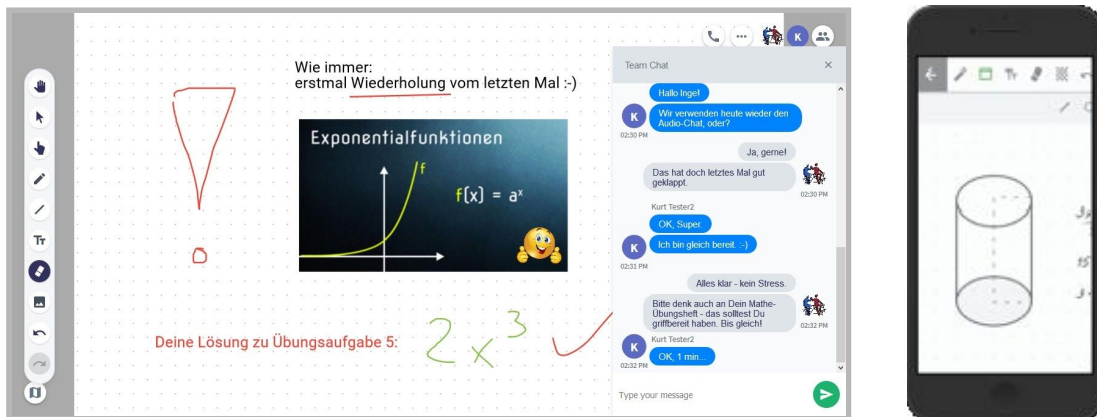 Wie immer:
erstmal Wiederholung vom letzten Mal :-)
Exponentialfunktionen
f
f(x) = aˣ
Deine Lösung zu Übungsaufgabe 5:
2x³
K
Team Chat
Hallo Inge!
K
Wir verwenden heute wieder den
Audio-Chat, oder?
02:30 PM
Ja, gerne!
Das hat doch letztes Mal gut
geklappt.
02:30 PM
Kurt Tester2
OK, Super.
K
Ich bin gleich bereit. :-)
02:31 PM
Alles klar - kein Stress.
Bitte denk auch an Dein Mathe-
Übungsheft - das solltest Du
griffbereit haben. Bis gleich!
02:32 PM
Kurt Tester2
K
OK, 1 min...
02:32 PM
Type your message
Tт
Tт
15